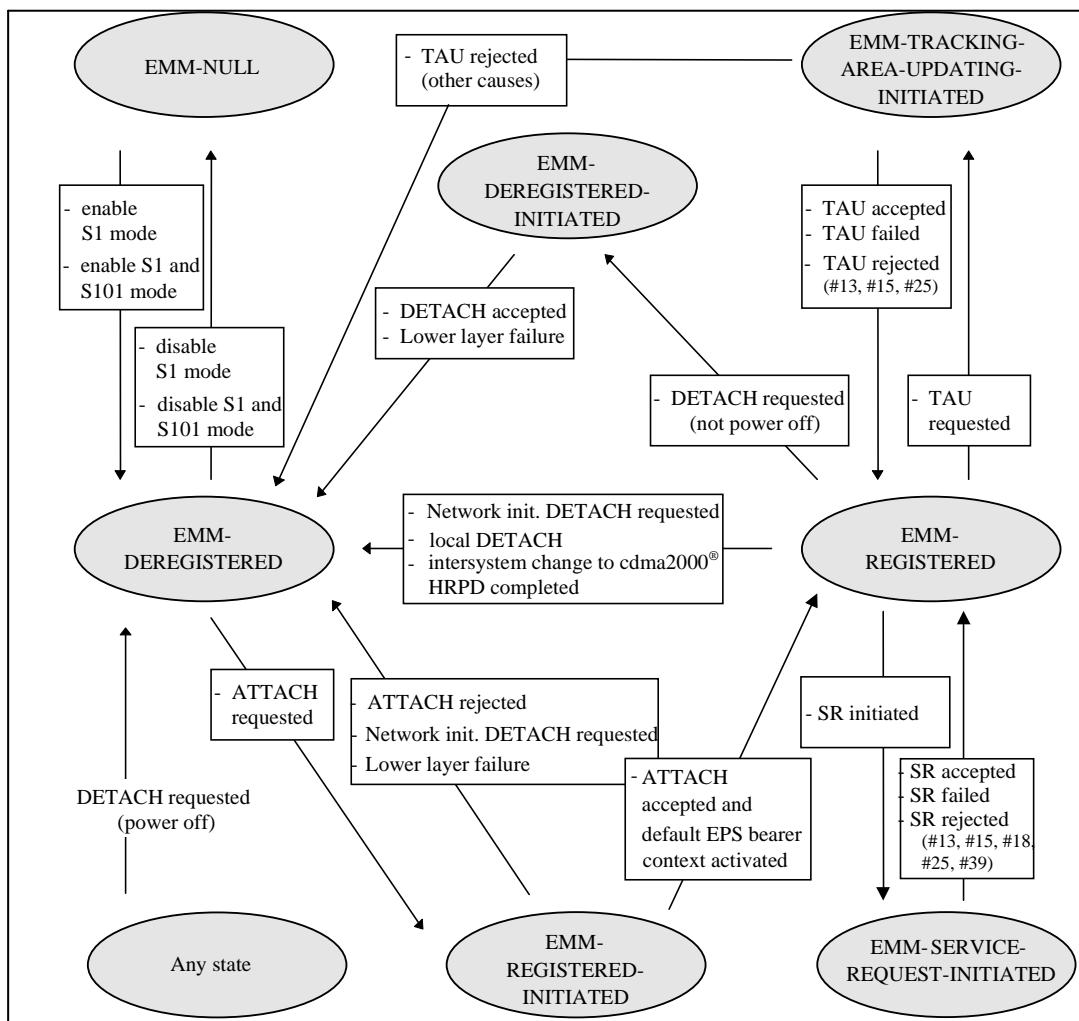 EMM-NULL
- TAU rejected
(other causes)
EMM-TRACKING-
AREA-UPDATING-
INITIATED
EMM-
DEREGISTERED-
INITIATED
- enable
S1 mode
- enable S1 and
S101 mode
- TAU accepted
- TAU failed
- TAU rejected
(#13, #15, #25)
- DETACH accepted
- Lower layer failure
- disable
S1 mode
- disable S1 and
S101 mode
- DETACH requested
(not power off)
- TAU
requested
EMM-
DEREGISTERED
- Network init. DETACH requested
- local DETACH
- intersystem change to cdma2000®
HRPD completed
EMM-
REGISTERED
- ATTACH
requested
- ATTACH rejected
- Network init. DETACH requested
- Lower layer failure
- SR initiated
DETACH requested
(power off)
- ATTACH
accepted and
default EPS bearer
context activated
- SR accepted
- SR failed
- SR rejected
(#13, #15, #18,
#25, #39)
Any state
EMM-
REGISTERED-
INITIATED
EMM-SERVICE-
REQUEST-INITIATED